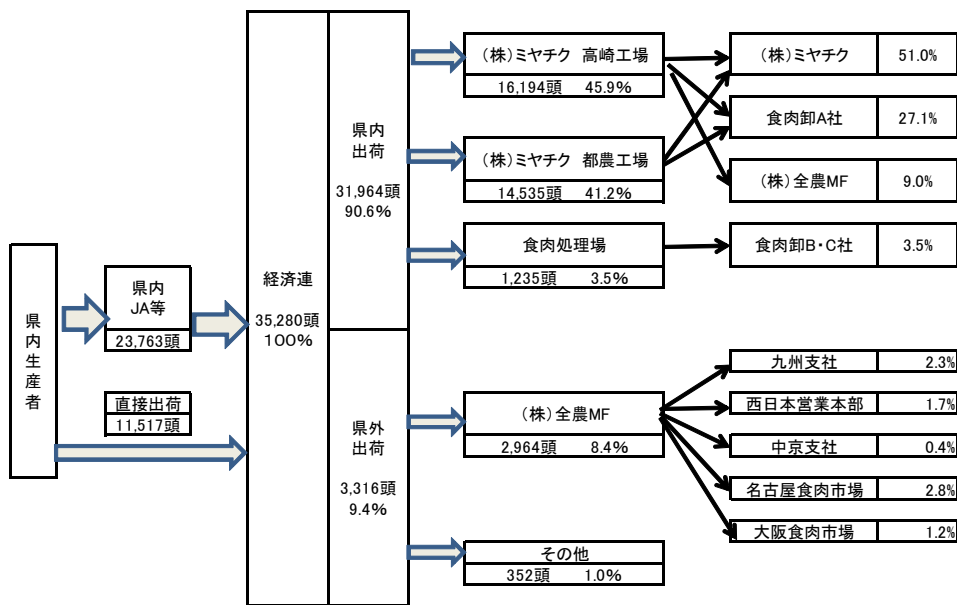 県内生産者
県内
JA等
23,763頭
直接出荷
11,517頭
経済連
35,280頭
100%
県内
出荷
31,964頭
90.6%
県外
出荷
3,316頭
9.4%
(株)ミヤチク 高崎工場
16,194頭 45.9%
(株)ミヤチク 都農工場
14,535頭 41.2%
食肉処理場
1,235頭 3.5%
(株)全農MF
2,964頭 8.4%
その他
352頭 1.0%
(株)ミヤチク 51.0%
食肉卸A社 27.1%
(株)全農MF 9.0%
食肉卸B・C社 3.5%
九州支社 2.3%
西日本営業本部 1.7%
中京支社 0.4%
名古屋食肉市場 2.8%
大阪食肉市場 1.2%